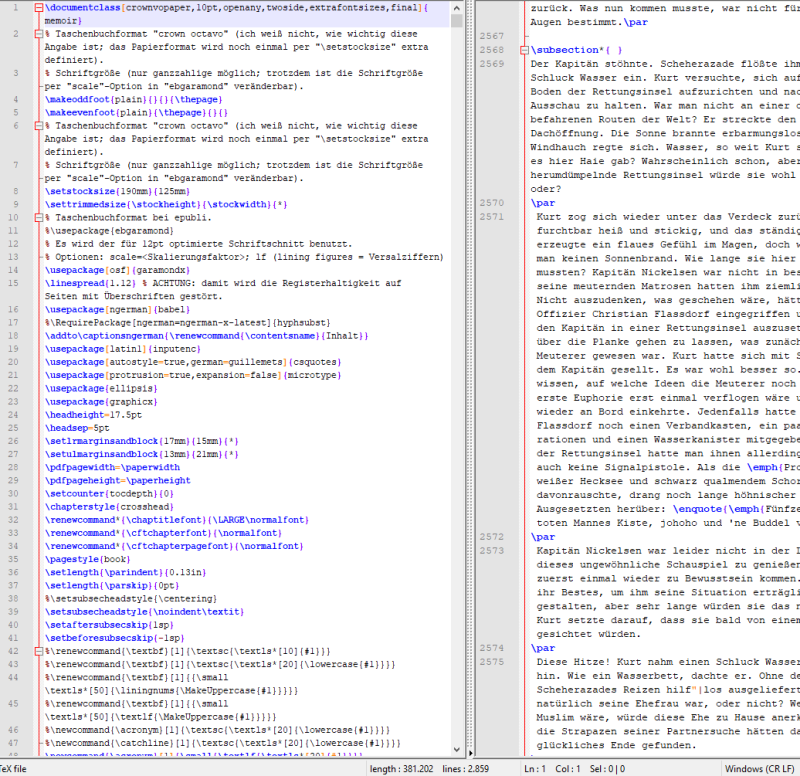 1 \documentclass[crownvopaper,10pt,openany,twoside,extrafontsizes,final]{
memoir}
2 % Taschenbuchformat "crown octavo" (ich weiß nicht, wie wichtig diese
Angabe ist; das Papierformat wird noch einmal per "\setstocksize" extra
definiert).
3 % Schriftgröße (nur ganzzahlige möglich; trotzdem ist die Schriftgröße
per "scale"-Option in "ebgaramond" veränderbar).
4 \makeoddfoot{plain}{}{}{\thepage}
5 \makeevenfoot{plain}{\thepage}{}{}
6 % Taschenbuchformat "crown octavo" (ich weiß nicht, wie wichtig diese
Angabe ist; das Papierformat wird noch einmal per "\setstocksize" extra
definiert).
7 % Schriftgröße (nur ganzzahlige möglich; trotzdem ist die Schriftgröße
per "scale"-Option in "ebgaramond" veränderbar).
8 \setstocksize{190mm}{125mm}
9 \settrimmedsize{\stockheight}{\stockwidth}{*}
10 % Taschenbuchformat bei epubli.
11 %\usepackage{ebgaramond}
12 % Es wird der für 12pt optimierte Schriftschnitt benutzt.
13 % Optionen: scale=<Skalierungsfaktor>; lf (lining figures = Versalziffern)
14 \usepackage[osf]{garamondx}
15 \linespread{1.12} % ACHTUNG: damit wird die Registerhaltigkeit auf
Seiten mit Überschriften gestört.
16 \usepackage[ngerman]{babel}
17 %\RequirePackage[ngerman=ngerman-x-latest]{hyphsubst}
18 \addto\captionsngerman{\renewcommand{\contentsname}{Inhalt}}
19 \usepackage[latin1]{inputenc}
20 \usepackage[autostyle=true,german=guillemets]{csquotes}
21 \usepackage[protrusion=true,expansion=false]{microtype}
22 \usepackage{ellipsis}
23 \usepackage{graphicx}
24 \headheight=17.5pt
25 \headsep=5pt
26 \setlrmarginsandblock{17mm}{15mm}{*}
27 \setulmarginsandblock{13mm}{21mm}{*}
28 \pdfpagewidth=\paperwidth
29 \pdfpageheight=\paperheight
30 \setcounter{tocdepth}{0}
31 \chapterstyle{crosshead}
32 \renewcommand*{\chaptitlefont}{\LARGE\normalfont}
33 \renewcommand*{\cftchapterfont}{\normalfont}
34 \renewcommand*{\cftchapterpagefont}{\normalfont}
35 \pagestyle{book}
36 \setlength{\parindent}{0.13in}
37 \setlength{\parskip}{0pt}
38 %\setsubsecheadstyle{\centering}
39 \setsubsecheadstyle{\noindent\textit}
40 \setaftersubsecskip{1sp}
41 \setbeforesubsecskip{-1sp}
42 %\renewcommand{\textbf}[1]{\textsc{\textls*[10]{#1}}}
43 %\renewcommand{\textbf}[1]{\textsc{\textls*[20]{\lowercase{#1}}}}
44 %\renewcommand{\textbf}[1]{{\small
\textls*[50]{\liningnums{\MakeUppercase{#1}}}}}
45 %\renewcommand{\textbf}[1]{{\small
\textls*[50]{\textlf{\MakeUppercase{#1}}}}}
46 %\newcommand{\acronym}[1]{\textsc{\textls*[20]{\lowercase{#1}}}}
47 %\newcommand{\catchline}[1]{\textsc{\textls*[20]{\lowercase{#1}}}}
zurück. Was nun kommen musste, war nicht für
Augen bestimmt.\par
2567
2568 \subsection*{ }
2569 Der Kapitän stöhnte. Scheherazade flößte ihm
Schluck Wasser ein. Kurt versuchte, sich auf
Boden der Rettungsinsel aufzurichten und nac
Ausschau zu halten. War man nicht an einer d
befahrenen Routen der Welt? Er streckte den
Dachöffnung. Die Sonne brannte erbarmungslos
Windhauch regte sich. Wasser, so weit Kurt s
es hier Haie gab? Wahrscheinlich schon, aber
herumdümpelnde Rettungsinsel würde sie wohl
oder?
2570 \par
2571 Kurt zog sich wieder unter das Verdeck zurü
furchtbar heiß und stickig, und das ständig
erzeugte ein flaues Gefühl im Magen, doch w
man keinen Sonnenbrand. Wie lange sie hier
mussten? Kapitän Nickelsen war nicht in bes
seine meuternden Matrosen hatten ihm ziemli
Nicht auszudenken, was geschehen wäre, hätt
Offizier Christian Flassdorf nicht eingegriffen u
den Kapitän in einer Rettungsinsel auszuset
über die Planke gehen zu lassen, was zunäch
Meuterer gewesen war. Kurt hatte sich mit S
dem Kapitän gesellt. Es war wohl besser so.
wissen, auf welche Ideen die Meuterer noch
erste Euphorie erst einmal verflogen wäre u
wieder an Bord einkehrte. Jedenfalls hatte
Flassdorf noch einen Verbandkasten, ein paa
rationen und einen Wasserkanister mitgegebe
der Rettungsinsel hatte man ihnen allerding
auch keine Signalpistole. Als die \emph{Pro
weißer Hecksee und schwarz qualmendem Schor
davonrauschte, drang noch lange höhnischer
Ausgesetzten herüber: \enquote{\emph{Fünfze
toten Mannes Kiste, johoho und 'ne Buddel v
2572 \par
2573 Kapitän Nickelsen war leider nicht in der I
dieses ungewöhnliche Schauspiel zu genießen
zuerst einmal wieder zu Bewusstsein kommen.
ihr Bestes, um ihm seine Situation erträgli
gestalten, aber sehr lange würden sie das n
Kurt setzte darauf, dass sie bald von einem
gesichtet würden.
2574 \par
2575 Diese Hitze! Kurt nahm einen Schluck Wasser
hin. Wie ein Wasserbett, dachte er. Ohne de
Scheherazades Reizen hilf"|los ausgeliefert
natürlich seine Ehefrau war, oder nicht? We
Muslim wäre, würde diese Ehe zu Hause anerk
die Strapazen seiner Partnersuche hätten da
glückliches Ende gefunden.
TeX file length : 381.202 lines : 2.859 Ln : 1 Col : 1 Sel : 0 | 0 Windows (CR LF)